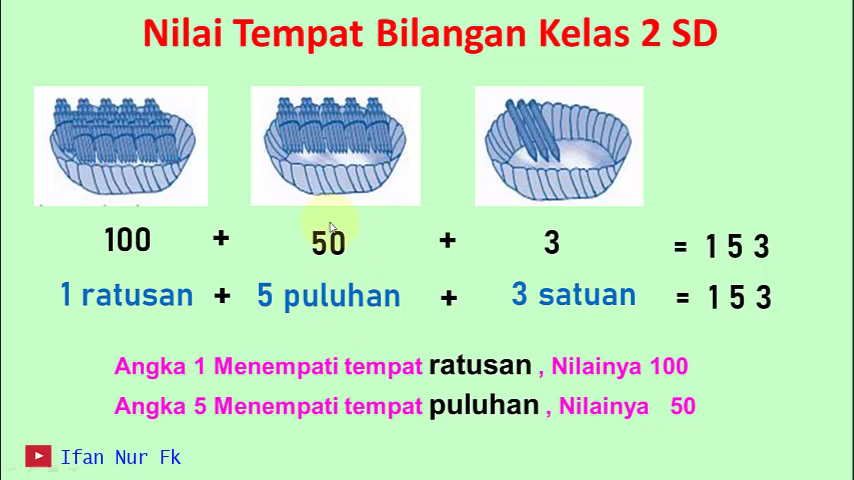 Nilai Tempat Bilangan Kelas 2 SD
100 + 50 + 3 = 1 5 3
1 ratusan + 5 puluhan + 3 satuan = 1 5 3
Angka 1 Menempati tempat ratusan , Nilainya 100
Angka 5 Menempati tempat puluhan , Nilainya 50
Ifan Nur Fk